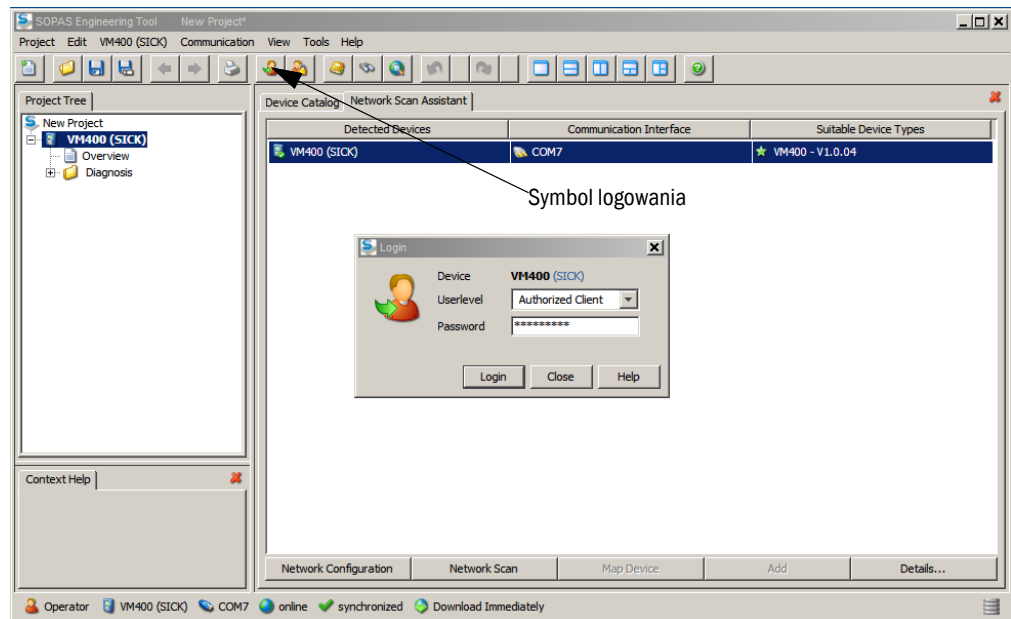 SOPAS Engineering Tool New Project*
Project Edit VM400 (SICK) Communication View Tools Help
Project Tree
New Project
VM400 (SICK)
Overview
Diagnosis
Device Catalog Network Scan Assistant
Detected Devices Communication Interface Suitable Device Types
VM400 (SICK) COM7 VM400 - V1.0.04
Symbol logowania
Login
Device VM400 (SICK)
Userlevel Authorized Client
Password *********
Login Close Help
Context Help
Network Configuration Network Scan Map Device Add Details...
Operator VM400 (SICK) COM7 online synchronized Download Immediately